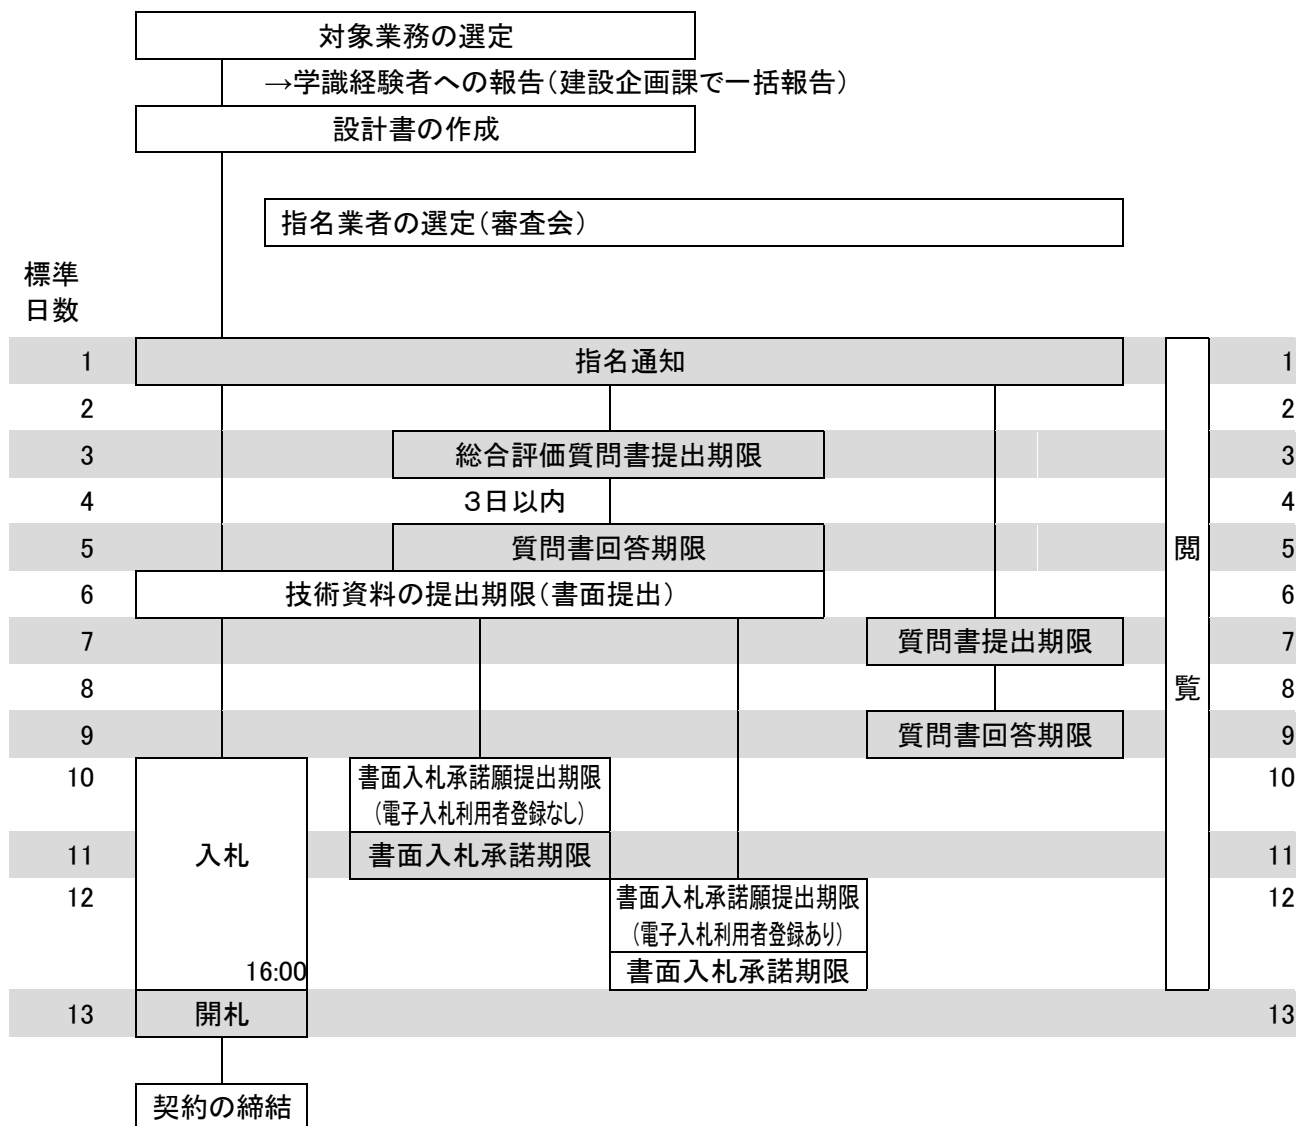 対象業務の選定
→学識経験者への報告（建設企画課で一括報告）
設計書の作成
指名業者の選定（審査会）
標準
日数
1 指名通知 1
2 2
3 総合評価質問書提出期限 3
4 3日以内 4
5 質問書回答期限 閲 5
6 技術資料の提出期限（書面提出） 6
7 質問書提出期限 7
8 覧 8
9 質問書回答期限 9
10 書面入札承諾願提出期限 10
（電子入札利用者登録なし）
11 入札 書面入札承諾期限 11
12 書面入札承諾願提出期限 12
（電子入札利用者登録あり）
16:00 書面入札承諾期限
13 開札 13
契約の締結